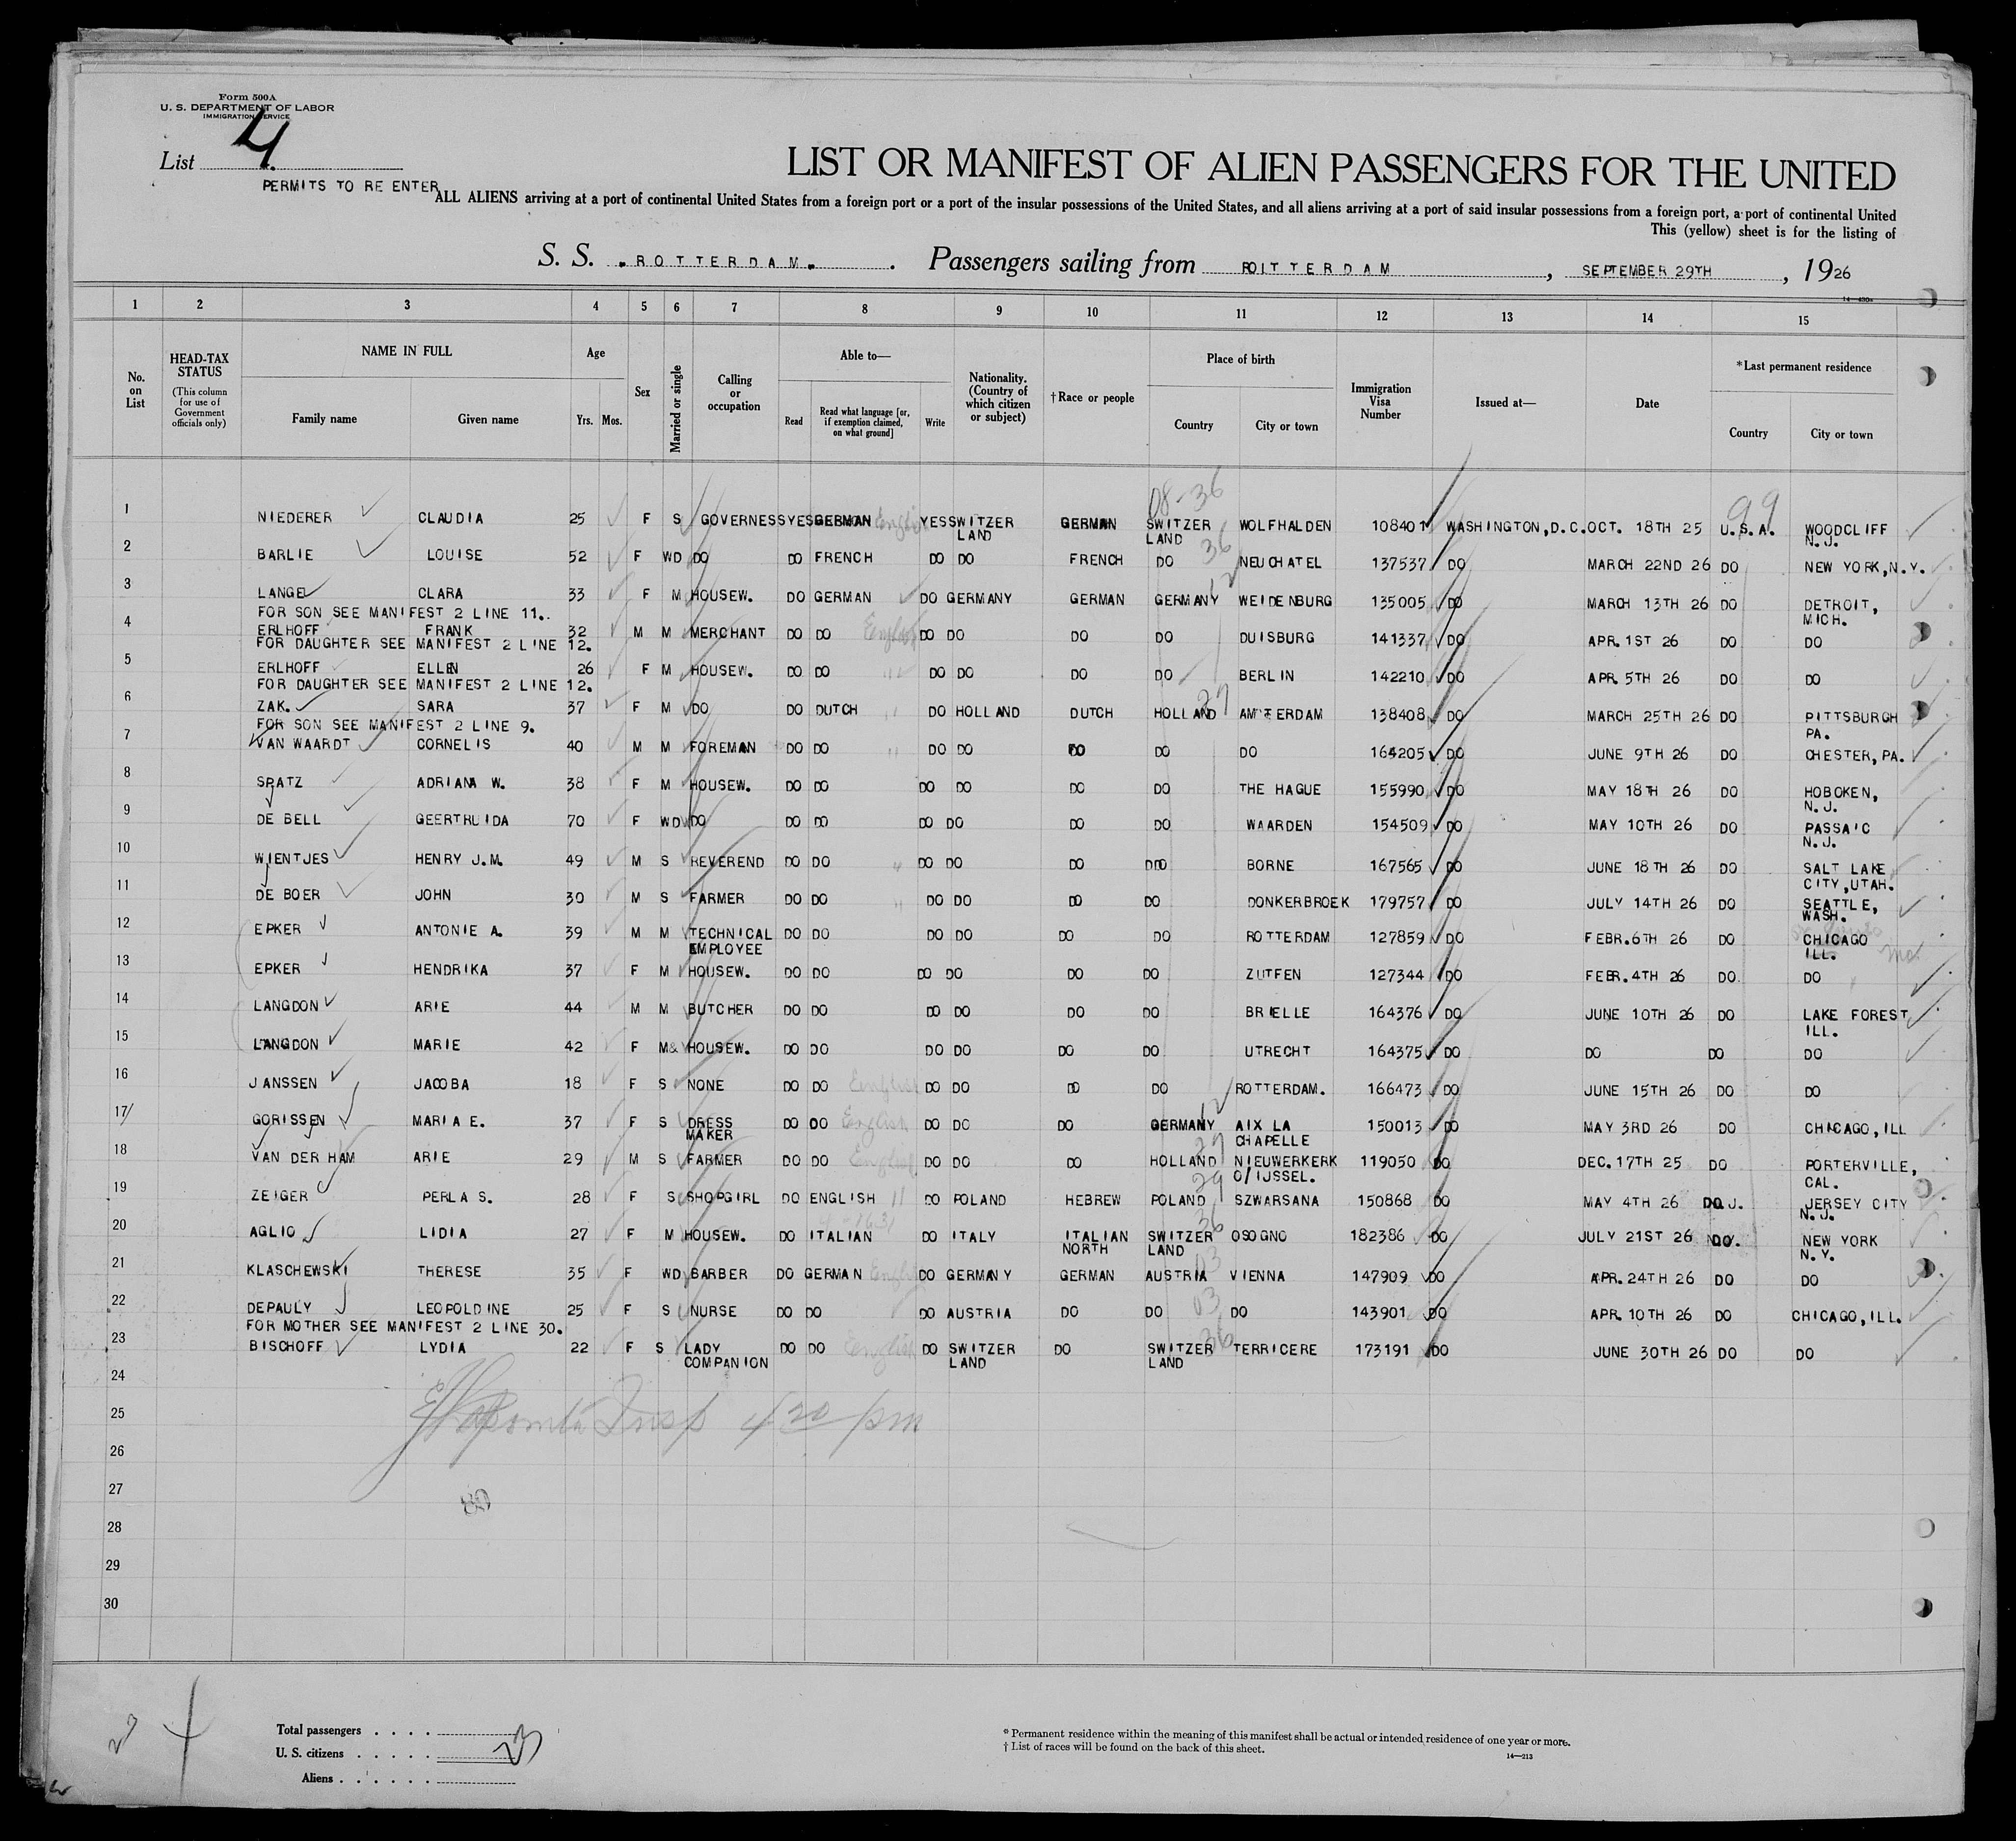 Form 500A
U. S. DEPARTMENT OF LABOR
IMMIGRATION SERVICE
List 4
LIST OR MANIFEST OF ALIEN PASSENGERS FOR THE UNITED
PERMITS TO RE ENTER
ALL ALIENS arriving at a port of continental United States from a foreign port or a port of the insular possessions of the United States, and all aliens arriving at a port of said insular possessions from a foreign port, a port of continental United
This (yellow) sheet is for the listing of
S. S. ROTTERDAM. Passengers sailing from ROTTERDAM, SEPTEMBER 29TH, 1926
1 2 3 4 5 6 7 8 9 10 11 12 13 14 15
No. on List HEAD-TAX STATUS (This column for use of Government officials only) NAME IN FULL Family name Given name Age Yrs. Mos. Sex Married or single Calling or occupation Able to— Read Read what language [or, if exemption claimed, on what ground] Write Nationality. (Country of which citizen or subject) †Race or people Place of birth Country City or town Immigration Visa Number Issued at— Date *Last permanent residence Country City or town
08-36 99
1 NIEDERER CLAUDIA 25 F S GOVERNESS YES GERMAN English YES SWITZER LAND GERMAN SWITZER LAND WOLFHALDEN 108401 WASHINGTON, D.C. OCT. 18TH 25 U.S.A. WOODCLIFF N.J.
2 BARLIE LOUISE 52 F WD DO DO FRENCH DO DO FRENCH DO 36 NEUCHATEL 137537 DO MARCH 22ND 26 DO NEW YORK, N.Y.
3 LANGE CLARA 33 F M HOUSEW. DO GERMAN DO GERMANY GERMAN GERMANY 12 WEIDENBURG 135005 DO MARCH 13TH 26 DO DETROIT, MICH.
FOR SON SEE MANIFEST 2 LINE 11.
4 ERLHOFF FRANK 32 M M MERCHANT DO DO English DO DO DO DO DUISBURG 141337 DO APR. 1ST 26 DO DO
FOR DAUGHTER SEE MANIFEST 2 LINE 12.
5 ERLHOFF ELLEN 26 F M HOUSEW. DO DO " DO DO DO DO BERLIN 142210 DO APR. 5TH 26 DO DO
FOR DAUGHTER SEE MANIFEST 2 LINE 12.
6 ZAK. SARA 37 F M DO DO DUTCH " DO HOLLAND DUTCH HOLLAND 27 AMSTERDAM 138408 DO MARCH 25TH 26 DO PITTSBURGH PA.
FOR SON SEE MANIFEST 2 LINE 9.
7 VAN WAARDT CORNELIS 40 M M FOREMAN DO DO " DO DO DO DO DO 164205 DO JUNE 9TH 26 DO CHESTER, PA.
8 SPATZ ADRIANA W. 38 F M HOUSEW. DO DO DO DO DO DO THE HAGUE 155990 DO MAY 18TH 26 DO HOBOKEN, N.J.
9 DE BELL GEERTRUIDA 70 F WD DO DO DO DO DO DO DO WAARDEN 154509 DO MAY 10TH 26 DO PASSAIC N.J.
10 WIENTJES HENRY J.M. 49 M S REVEREND DO DO " DO DO DO DO BORNE 167565 DO JUNE 18TH 26 DO SALT LAKE CITY, UTAH.
11 DE BOER JOHN 30 M S FARMER DO DO " DO DO DO DO DONKERBROEK 179757 DO JULY 14TH 26 DO SEATTLE, WASH.
12 EPKER ANTONIE A. 39 M M TECHNICAL EMPLOYEE DO DO DO DO DO DO ROTTERDAM 127859 DO FEBR. 6TH 26 DO CHICAGO ILL.
13 EPKER HENDRIKA 37 F M HOUSEW. DO DO DO DO DO DO ZUTFEN 127344 DO FEBR. 4TH 26 DO. DO
14 LANGDON ARIE 44 M M BUTCHER DO DO DO DO DO DO BRIELLE 164376 DO JUNE 10TH 26 DO LAKE FOREST ILL.
15 LANGDON MARIE 42 F M HOUSEW. DO DO DO DO DO DO UTRECHT 164375 DO DO DO DO
16 JANSSEN JACOBA 18 F S NONE DO DO English DO DO DO DO ROTTERDAM. 166473 DO JUNE 15TH 26 DO DO
17 GORISSEN MARIA E. 37 F S DRESS MAKER DO DO English DO DO DO GERMANY 12 AIX LA CHAPELLE 150013 DO MAY 3RD 26 DO CHICAGO, ILL
18 VAN DER HAM ARIE 29 M S FARMER DO DO English DO DO DO HOLLAND 27 NIEUWERKERK O/IJSSEL. 119050 DO DEC. 17TH 25 DO PORTERVILLE, CAL.
19 ZEIGER PERLA S. 28 F S SHOPGIRL DO ENGLISH " DO POLAND HEBREW POLAND 29 SZWARSANA 150868 DO MAY 4TH 26 DO JERSEY CITY N.J.
20 AGLIO LIDIA 27 F M HOUSEW. DO ITALIAN DO ITALY ITALIAN NORTH SWITZER LAND 36 OSOGNO 182386 DO JULY 21ST 26 DO. NEW YORK N.Y.
21 KLASCHEWSKI THERESE 35 F WD BARBER DO GERMAN English DO GERMANY GERMAN AUSTRIA 03 VIENNA 147909 DO APR. 24TH 26 DO DO
22 DEPAULY LEOPOLDINE 25 F S NURSE DO DO DO AUSTRIA DO DO 03 DO 143901 DO APR. 10TH 26 DO CHICAGO, ILL.
FOR MOTHER SEE MANIFEST 2 LINE 30.
23 BISCHOFF LYDIA 22 F S LADY COMPANION DO DO English DO SWITZER LAND DO SWITZER LAND 36 TERRICERE 173191 DO JUNE 30TH 26 DO DO
24
25 Insp 4 20 pm
26
27
28
29
30
Total passengers
U. S. citizens 23
Aliens
* Permanent residence within the meaning of this manifest shall be actual or intended residence of one year or more.
† List of races will be found on the back of this sheet.
14—213